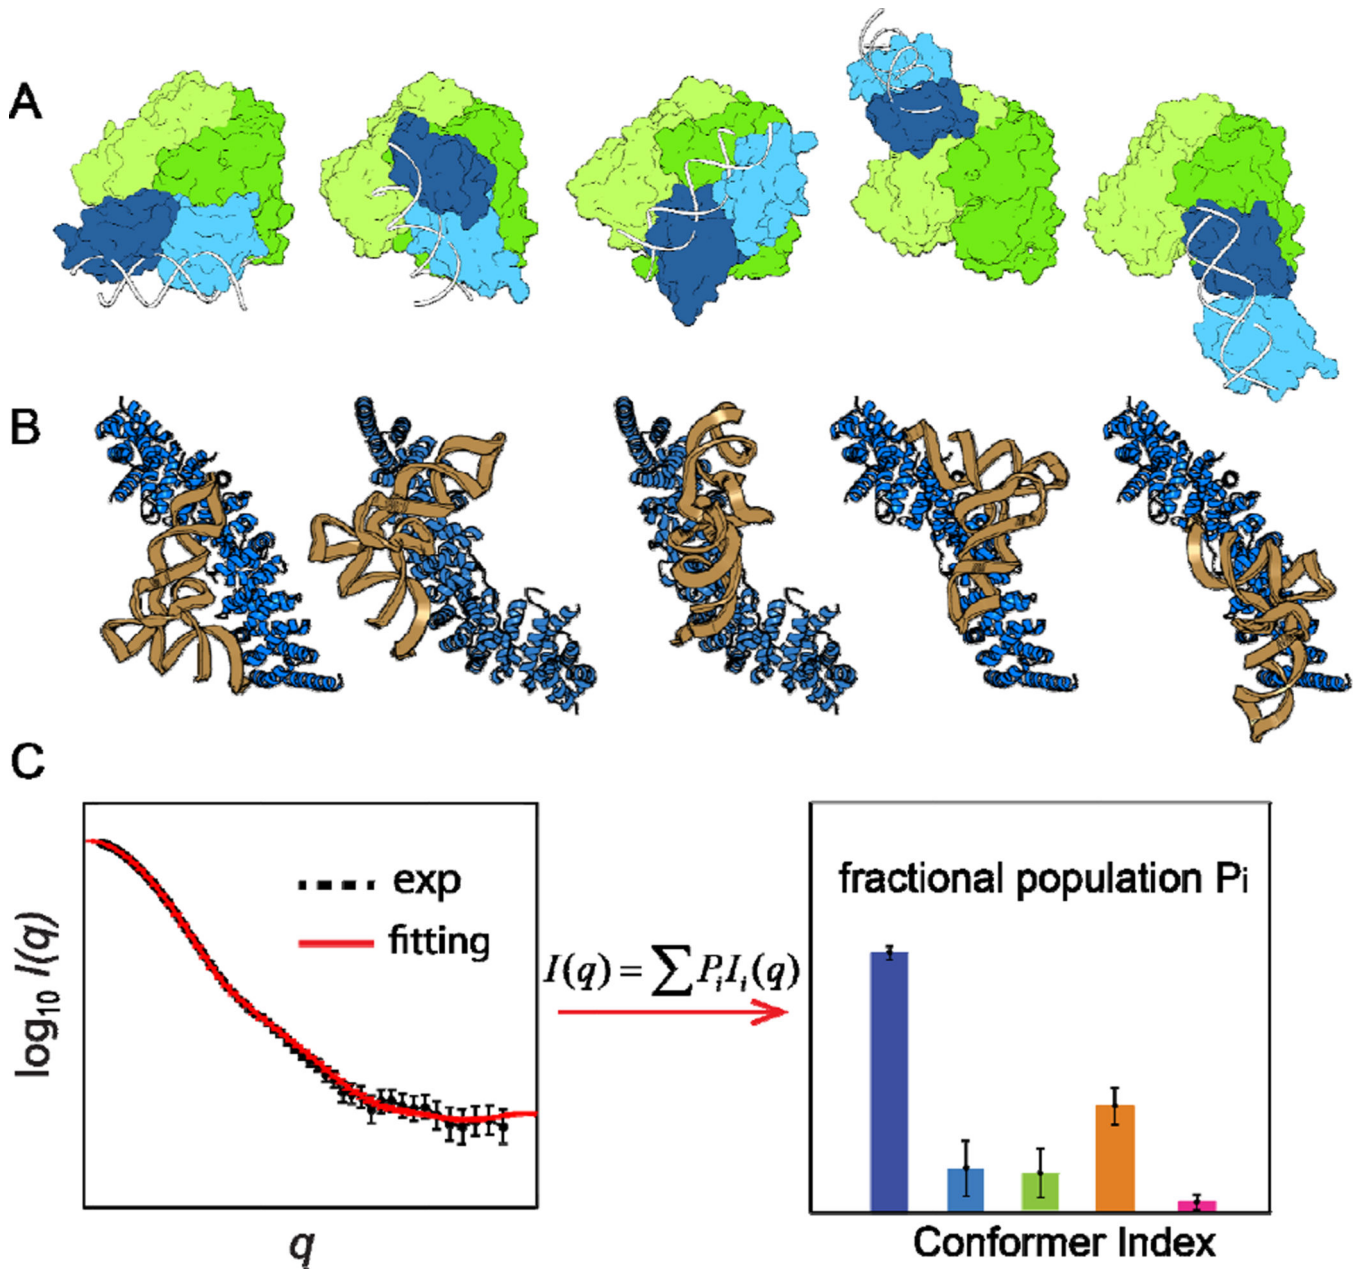 A
B
C
exp
fitting
log₁₀ I(q)
q
I(q) = ∑ PᵢIᵢ(q)
fractional population Pi
Conformer Index